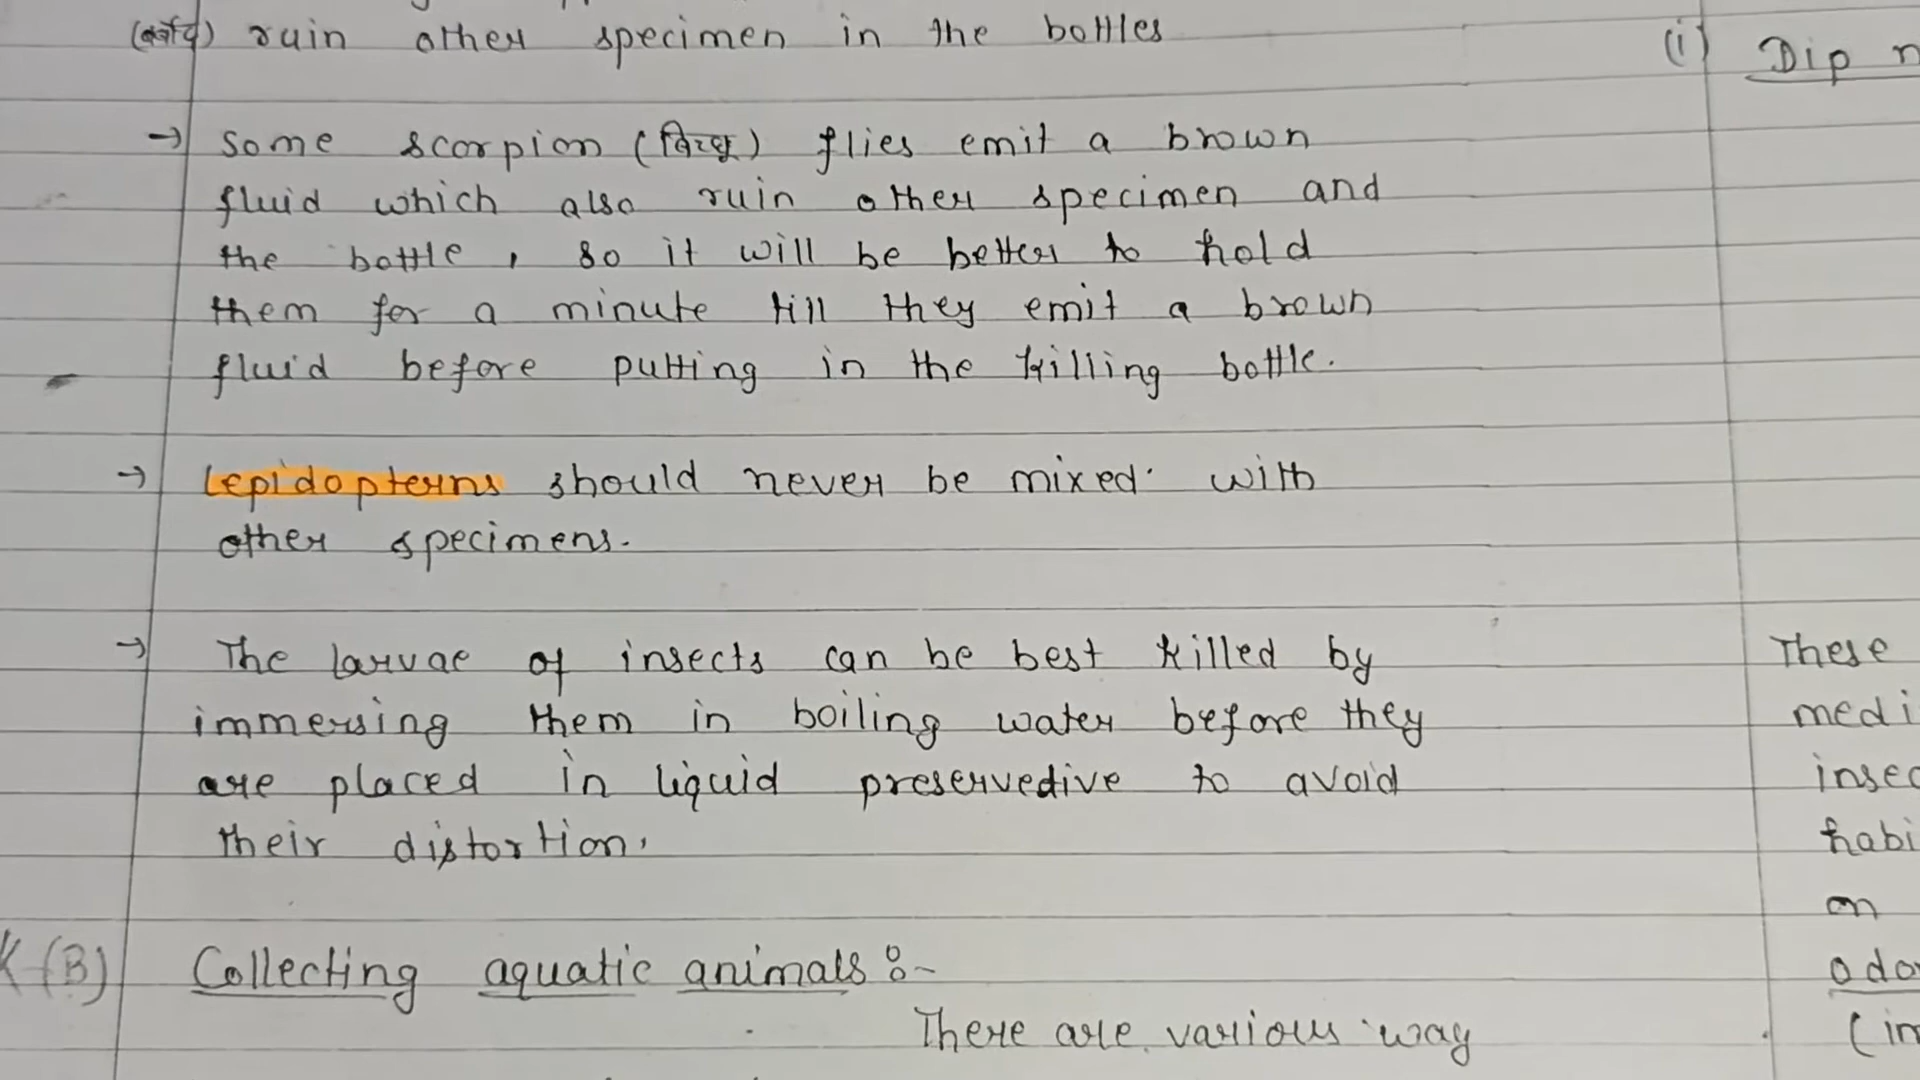 (बर्बाद) ruin other specimen in the bottles
→ Some scorpion (बिच्छू) flies emit a brown
fluid which also ruin other specimen and
the bottle, so it will be better to hold
them for a minute till they emit a brown
fluid before putting in the killing bottle.
→ Lepidopterns should never be mixed with
other specimens.
→ The larvae of insects can be best killed by
immersing them in boiling water before they
are placed in liquid preservedive to avoid
their distortion.
(B) Collecting aquatic animals :-
There are various way
(i) Dip n
These
medi
insec
habi
on
odo
(in